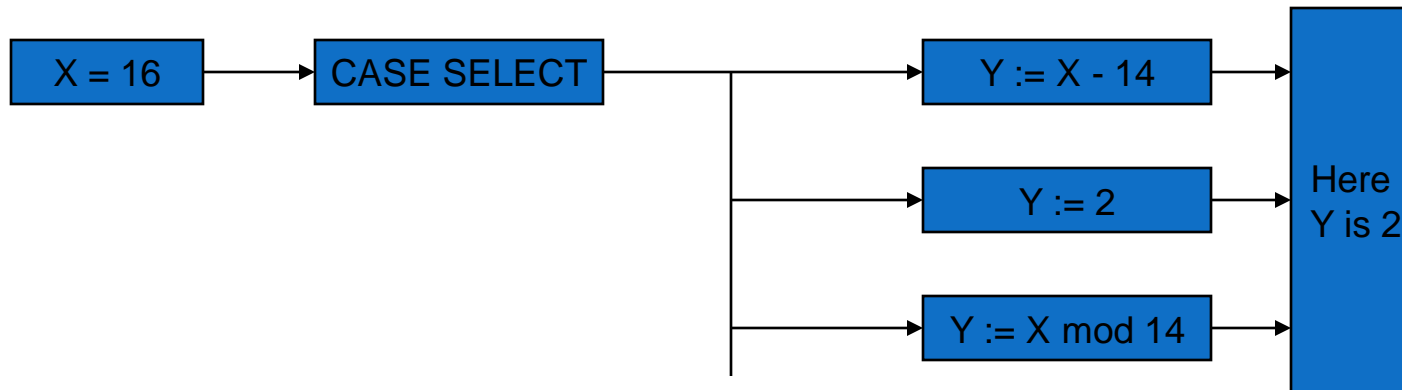 X = 16
CASE SELECT
Y := X - 14
Y := 2
Y := X mod 14
Here
Y is 2